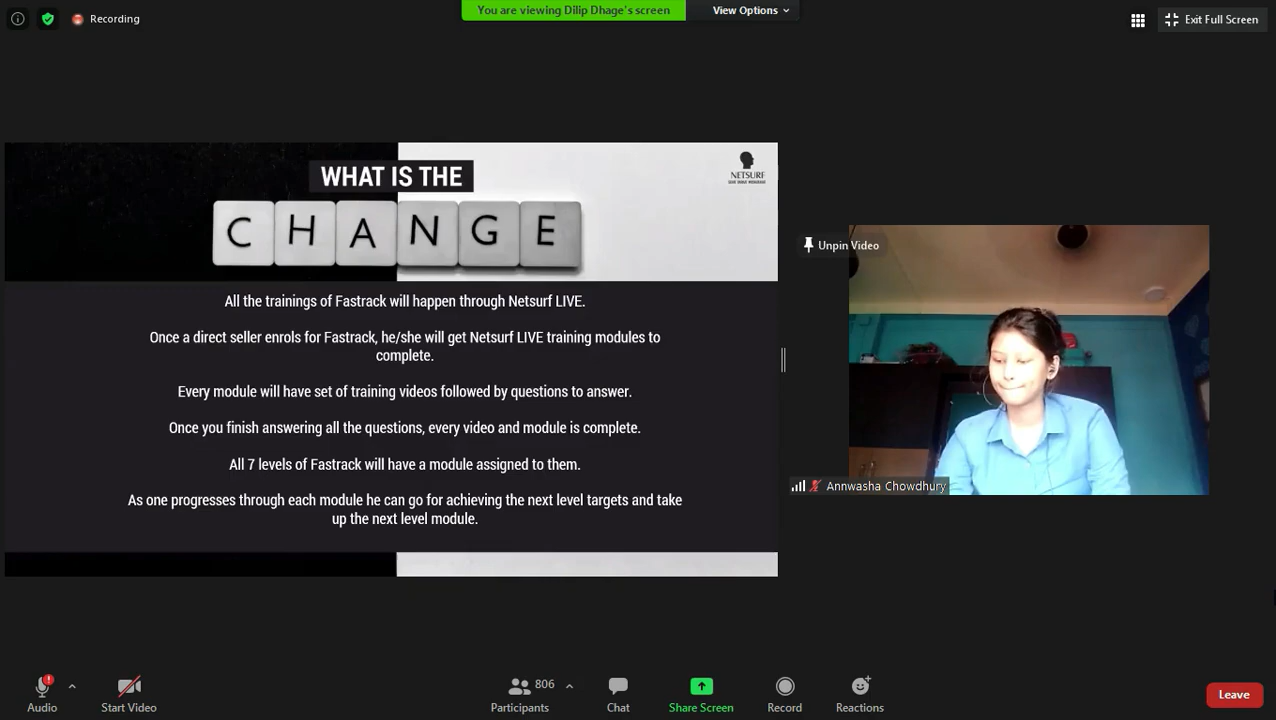 Recording
You are viewing Dilip Dhage's screen
View Options
Exit Full Screen
WHAT IS THE
CHANGE
NETSURF
All the trainings of Fastrack will happen through Netsurf LIVE.
Once a direct seller enrols for Fastrack, he/she will get Netsurf LIVE training modules to
complete.
Every module will have set of training videos followed by questions to answer.
Once you finish answering all the questions, every video and module is complete.
All 7 levels of Fastrack will have a module assigned to them.
As one progresses through each module he can go for achieving the next level targets and take
up the next level module.
Unpin Video
Annwasha Chowdhury
Audio
Start Video
806
Participants
Chat
Share Screen
Record
Reactions
Leave